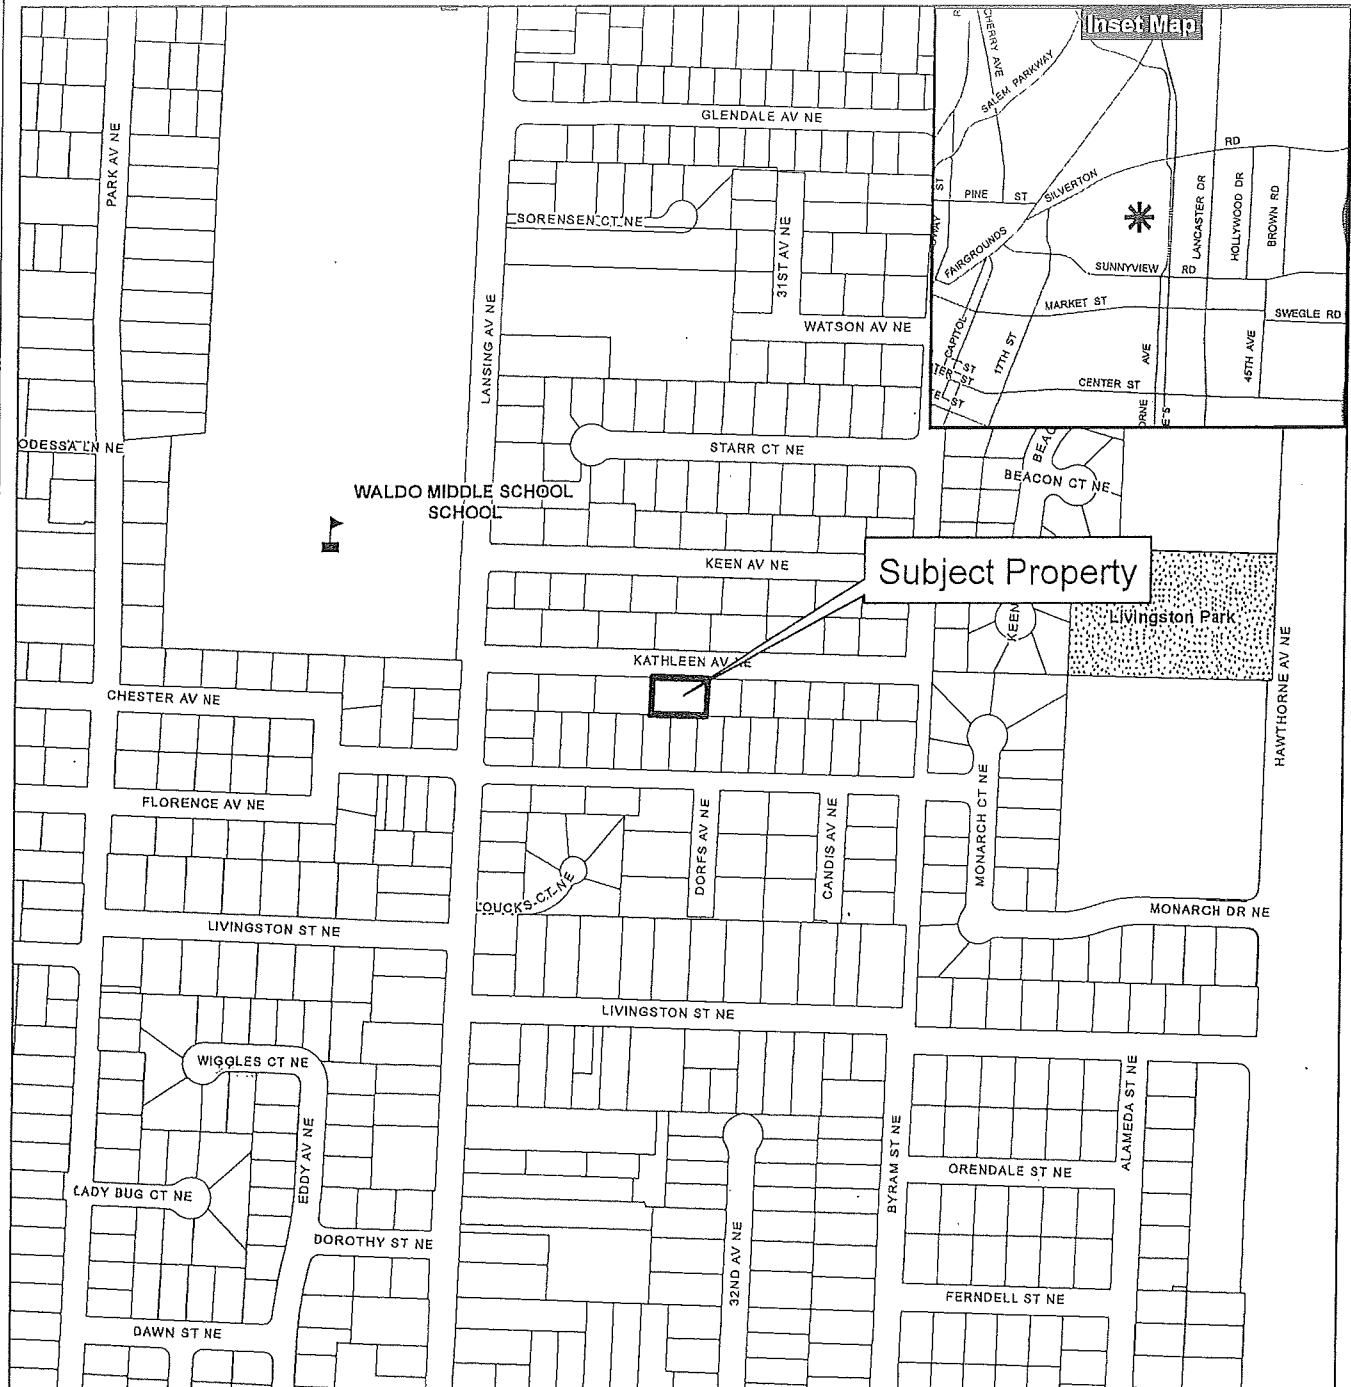 Inset Map
CHERRY AVE
SALEM PARKWAY
RD
PINE ST
SILVERTON
ST
FAIRGROUNDS
LANCASTER DR
HOLLYWOOD DR
BROWN RD
SUNNYVIEW RD
MARKET ST
SWEGLE RD
CAPITOL
17TH ST
AVE
45TH AVE
CENTER ST
ST
ST
ST
GLENDALE AV NE
PARK AV NE
SORENSEN CT NE
31ST AV NE
LANSING AV NE
WATSON AV NE
ODESSA LN NE
STARR CT NE
BEACON CT NE
WALDO MIDDLE SCHOOL
SCHOOL
KEEN AV NE
Subject Property
KEEN
Livingston Park
KATHLEEN AV NE
HAWTHORNE AV NE
CHESTER AV NE
FLORENCE AV NE
DORFS AV NE
CANDIS AV NE
MONARCH CT NE
LOUCKS CT NE
MONARCH DR NE
LIVINGSTON ST NE
LIVINGSTON ST NE
WIGGLES CT NE
EDDY AV NE
BYRAM ST NE
ALAMEDA ST NE
ORENDALE ST NE
LADY BUG CT NE
DOROTHY ST NE
32ND AV NE
FERNDELL ST NE
DAWN ST NE